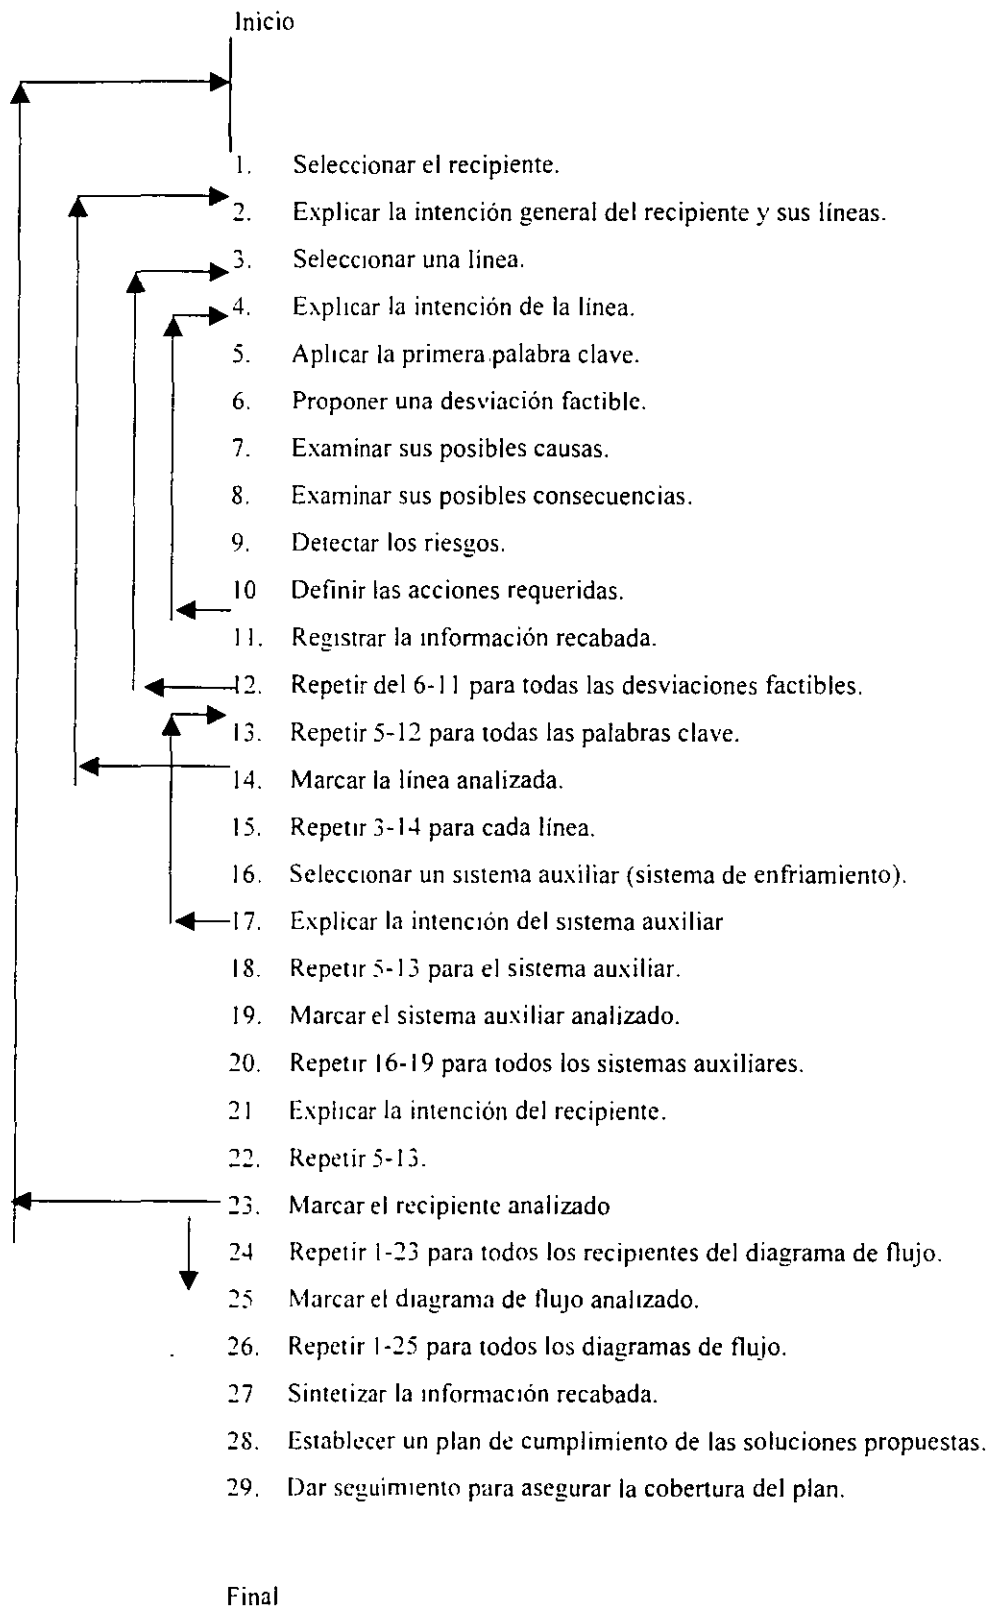 Inicio
1. Seleccionar el recipiente.
2. Explicar la intención general del recipiente y sus líneas.
3. Seleccionar una línea.
4. Explicar la intención de la línea.
5. Aplicar la primera palabra clave.
6. Proponer una desviación factible.
7. Examinar sus posibles causas.
8. Examinar sus posibles consecuencias.
9. Detectar los riesgos.
10 Definir las acciones requeridas.
11. Registrar la información recabada.
12. Repetir del 6-11 para todas las desviaciones factibles.
13. Repetir 5-12 para todas las palabras clave.
14. Marcar la línea analizada.
15. Repetir 3-14 para cada línea.
16. Seleccionar un sistema auxiliar (sistema de enfriamiento).
17. Explicar la intención del sistema auxiliar
18. Repetir 5-13 para el sistema auxiliar.
19. Marcar el sistema auxiliar analizado.
20. Repetir 16-19 para todos los sistemas auxiliares.
21 Explicar la intención del recipiente.
22. Repetir 5-13.
23. Marcar el recipiente analizado
24 Repetir 1-23 para todos los recipientes del diagrama de flujo.
25 Marcar el diagrama de flujo analizado.
26. Repetir 1-25 para todos los diagramas de flujo.
27 Sintetizar la información recabada.
28. Establecer un plan de cumplimiento de las soluciones propuestas.
29. Dar seguimiento para asegurar la cobertura del plan.
Final